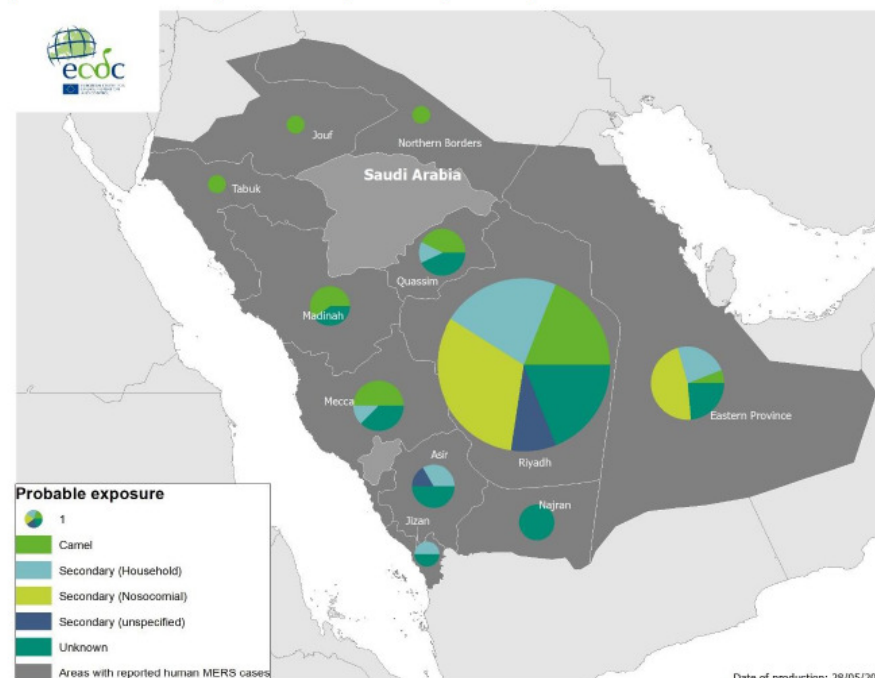 ecdc
Jouf
Northern Borders
Tabuk
Saudi Arabia
Quassim
Madinah
Mecca
Eastern Province
Asir
Riyadh
Najran
Jizan
Probable exposure
1
Camel
Secondary (Household)
Secondary (Nosocomial)
Secondary (unspecified)
Unknown
Areas with reported human MERS cases